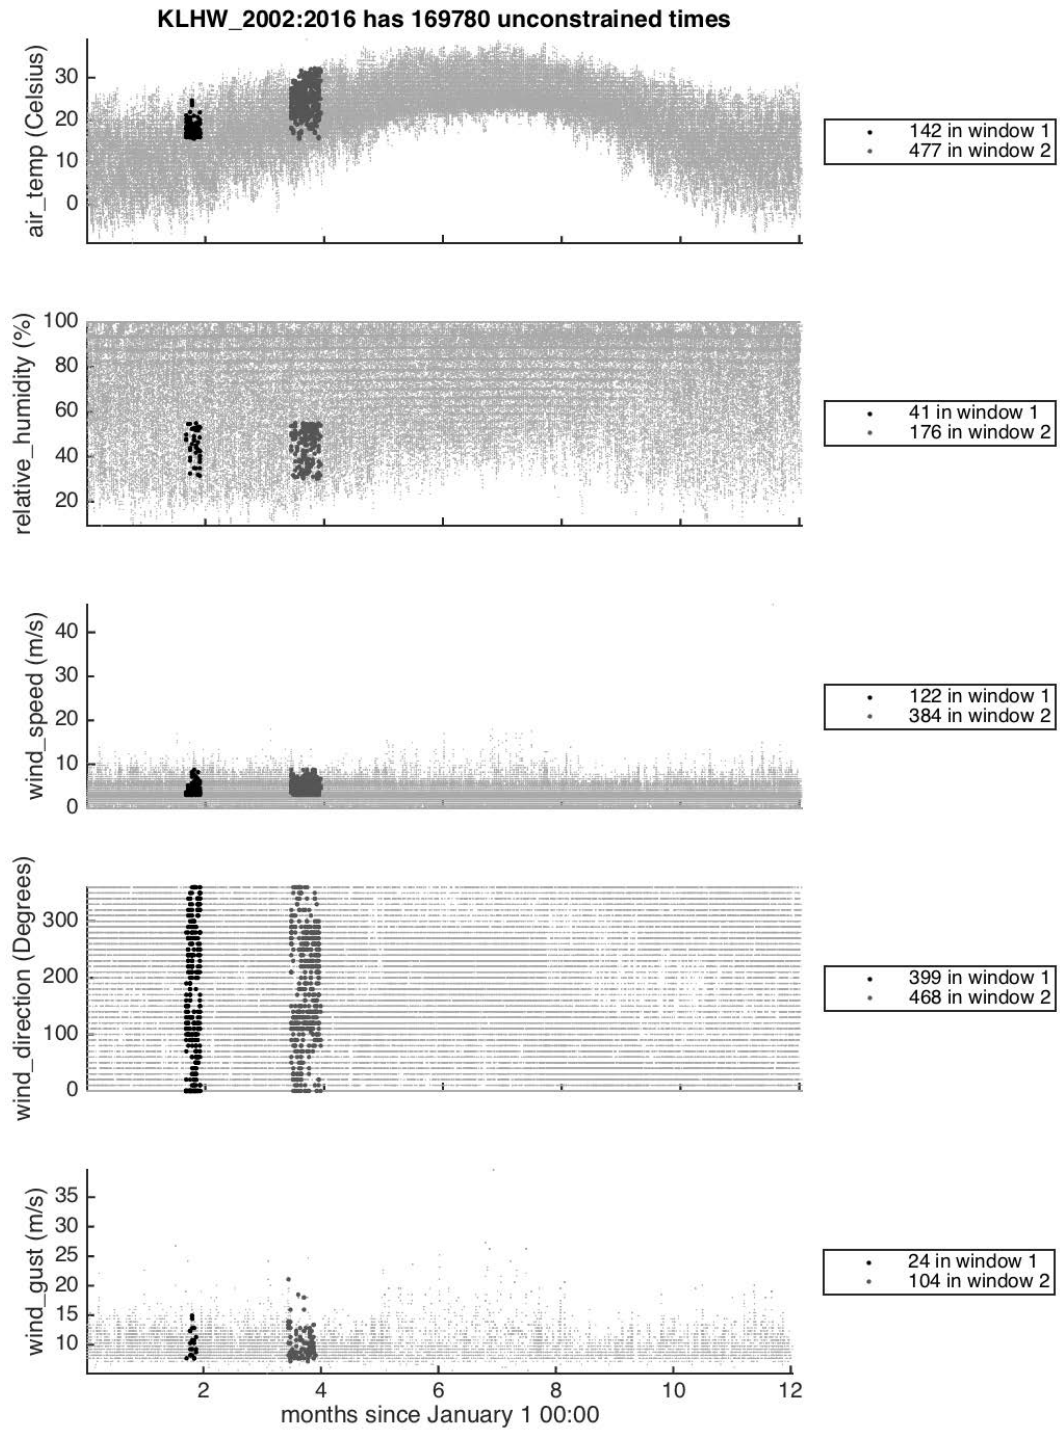 KLHW_2002:2016 has 169780 unconstrained times
air_temp (Celsius)
30
20
10
0
142 in window 1
477 in window 2
relative_humidity (%)
100
80
60
40
20
41 in window 1
176 in window 2
wind_speed (m/s)
40
30
20
10
0
122 in window 1
384 in window 2
wind_direction (Degrees)
300
200
100
0
399 in window 1
468 in window 2
wind_gust (m/s)
35
30
25
20
15
10
24 in window 1
104 in window 2
2 4 6 8 10 12
months since January 1 00:00